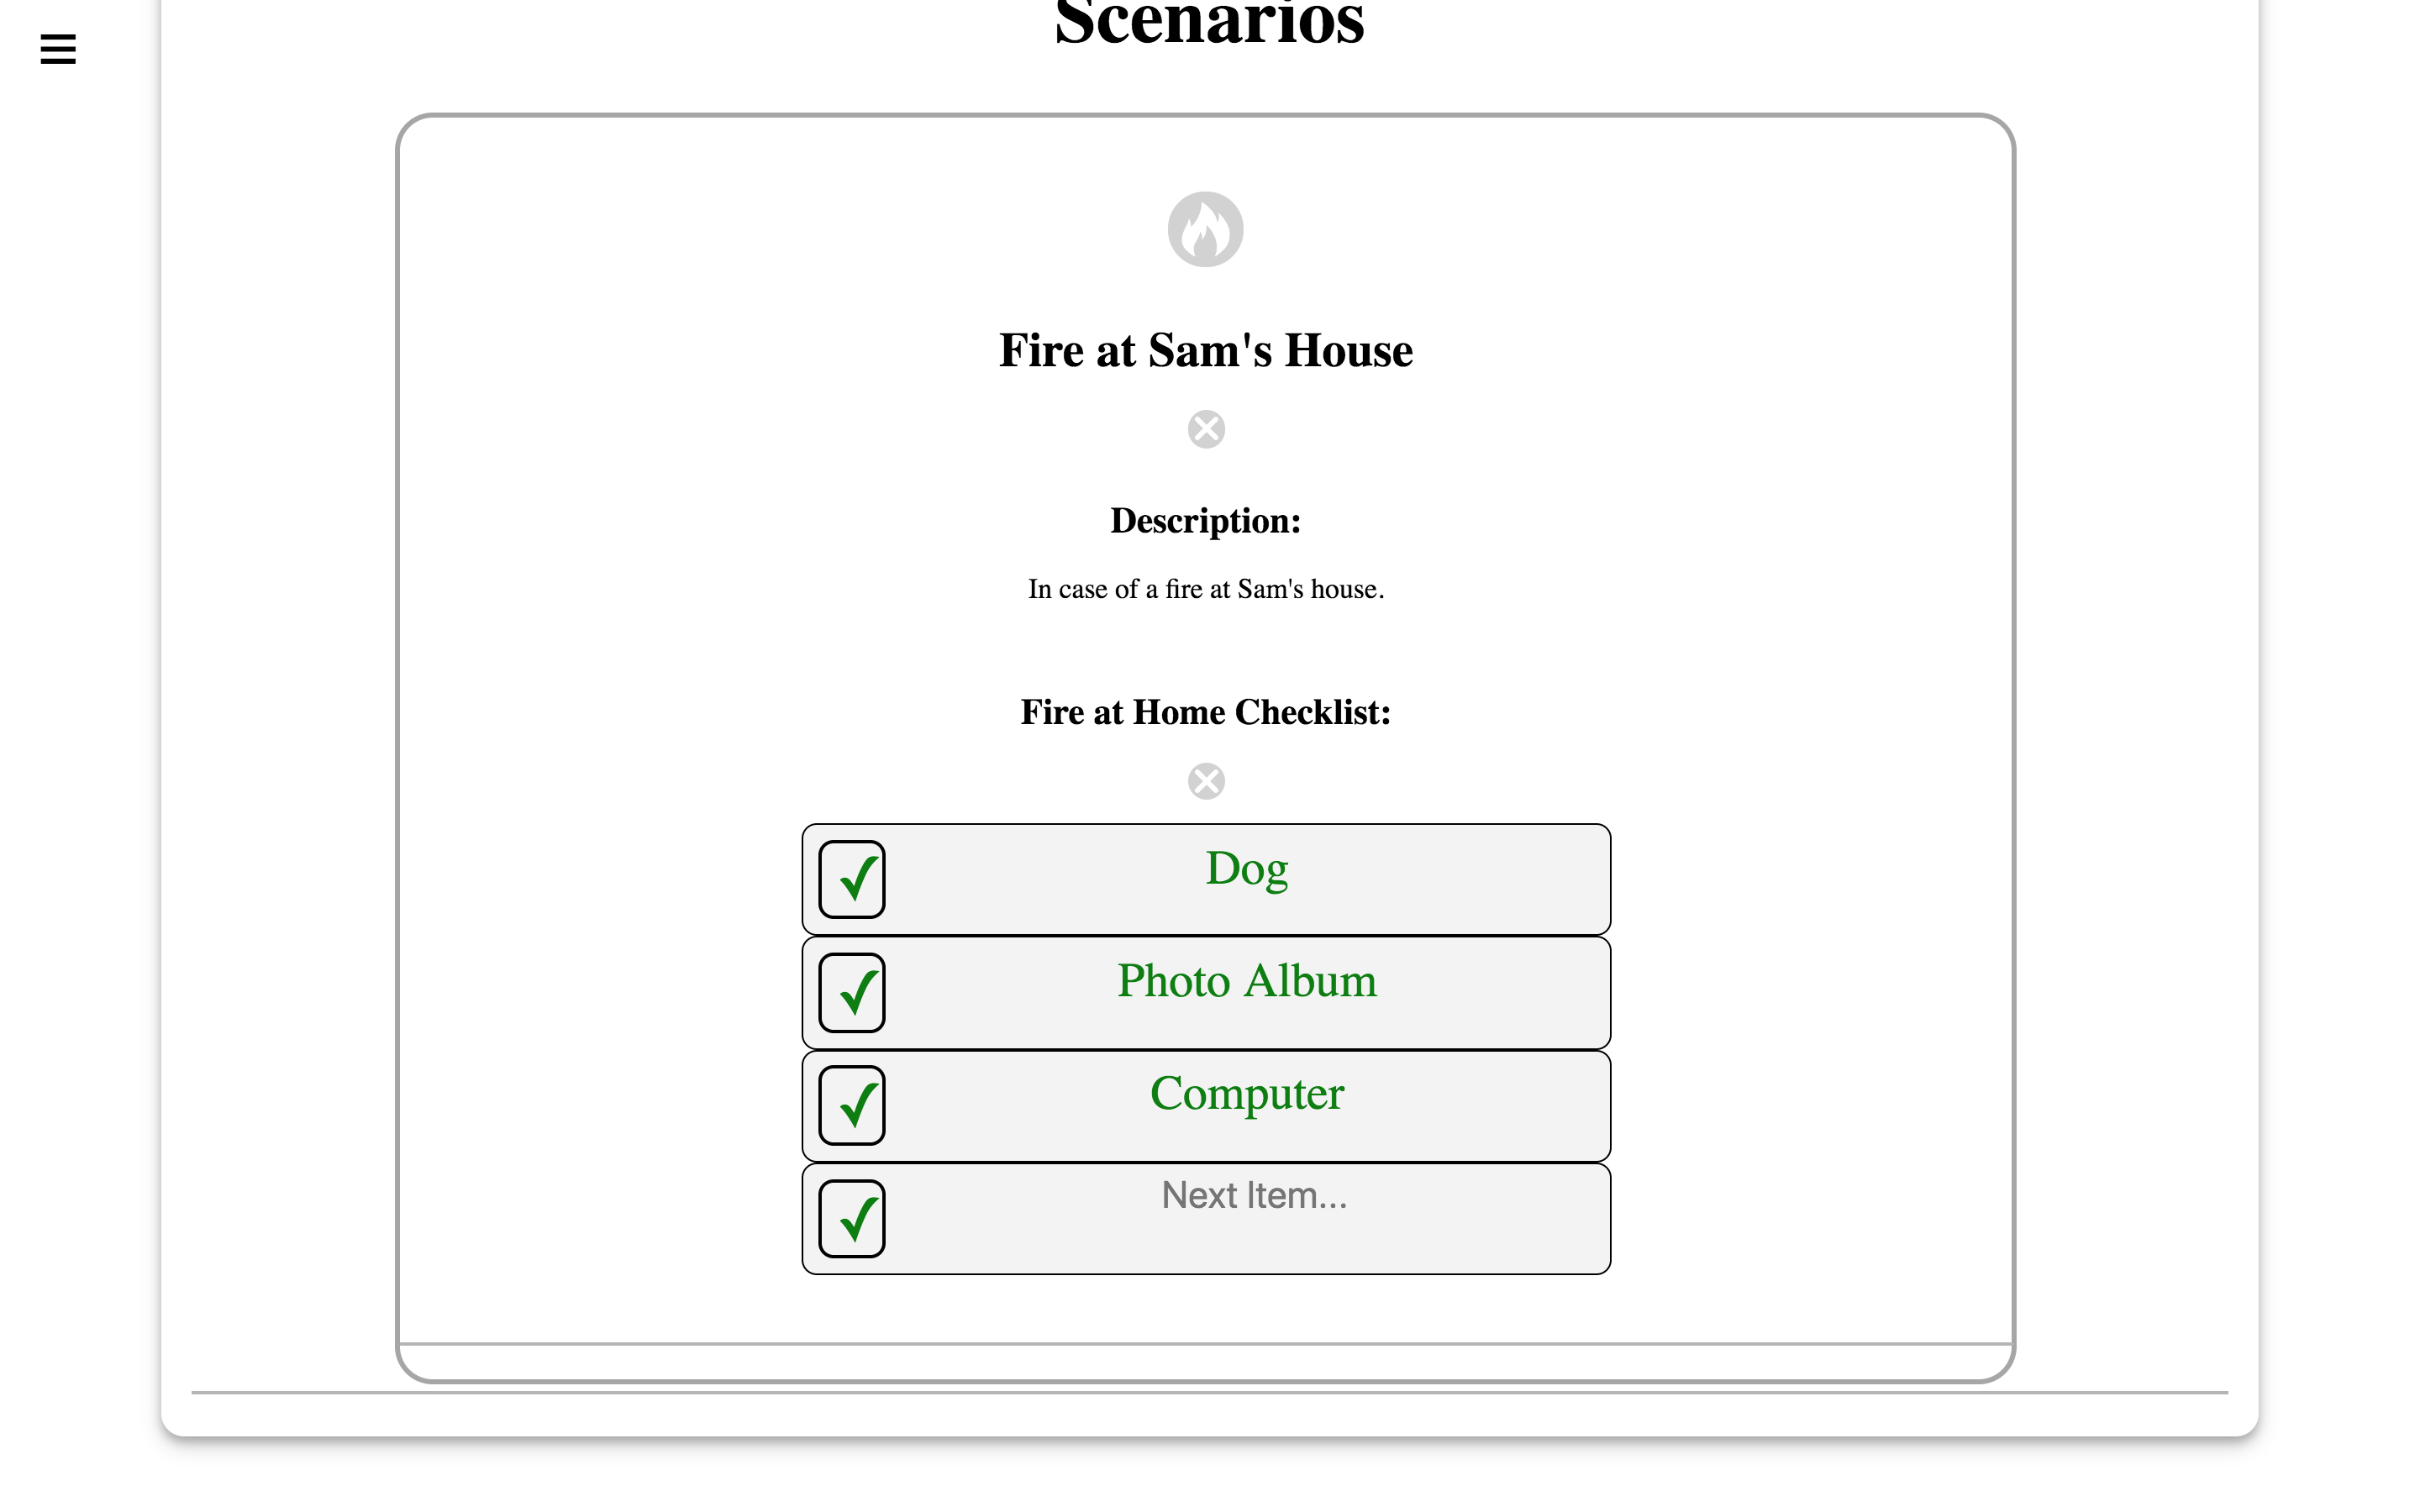 Scenarios
Fire at Sam's House
Description:
In case of a fire at Sam's house.
Fire at Home Checklist:
Dog
Photo Album
Computer
Next Item...